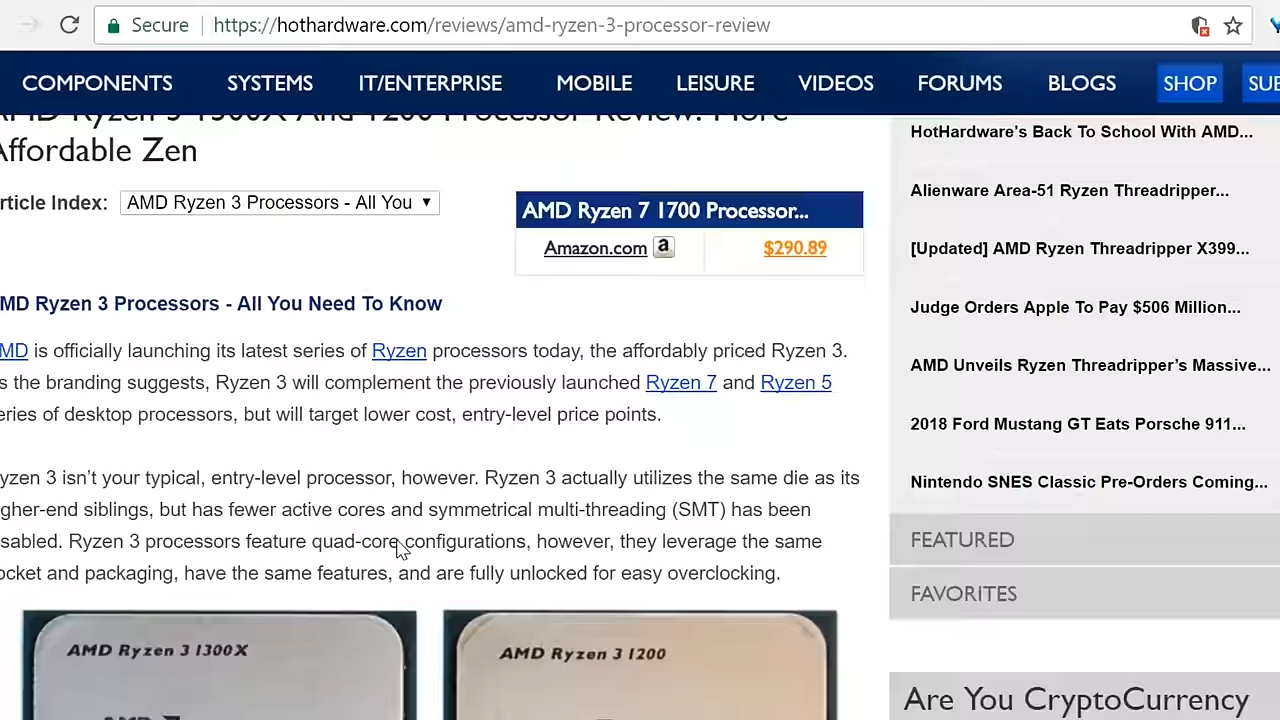 Secure
https://hothardware.com/reviews/amd-ryzen-3-processor-review
COMPONENTS SYSTEMS IT/ENTERPRISE MOBILE LEISURE VIDEOS FORUMS BLOGS SHOP SUB
AMD Ryzen 3 1300X And 1200 Processor Review: More
Affordable Zen
rticle Index: AMD Ryzen 3 Processors - All You
AMD Ryzen 7 1700 Processor...
Amazon.com $290.89
MD Ryzen 3 Processors - All You Need To Know
MD is officially launching its latest series of Ryzen processors today, the affordably priced Ryzen 3.
s the branding suggests, Ryzen 3 will complement the previously launched Ryzen 7 and Ryzen 5
eries of desktop processors, but will target lower cost, entry-level price points.
yzen 3 isn't your typical, entry-level processor, however. Ryzen 3 actually utilizes the same die as its
gher-end siblings, but has fewer active cores and symmetrical multi-threading (SMT) has been
sabled. Ryzen 3 processors feature quad-core configurations, however, they leverage the same
ocket and packaging, have the same features, and are fully unlocked for easy overclocking.
AMD Ryzen 3 1300X
AMD Ryzen 3 1200
HotHardware's Back To School With AMD...
Alienware Area-51 Ryzen Threadripper...
[Updated] AMD Ryzen Threadripper X399...
Judge Orders Apple To Pay $506 Million...
AMD Unveils Ryzen Threadripper's Massive...
2018 Ford Mustang GT Eats Porsche 911...
Nintendo SNES Classic Pre-Orders Coming...
FEATURED
FAVORITES
Are You CryptoCurrency